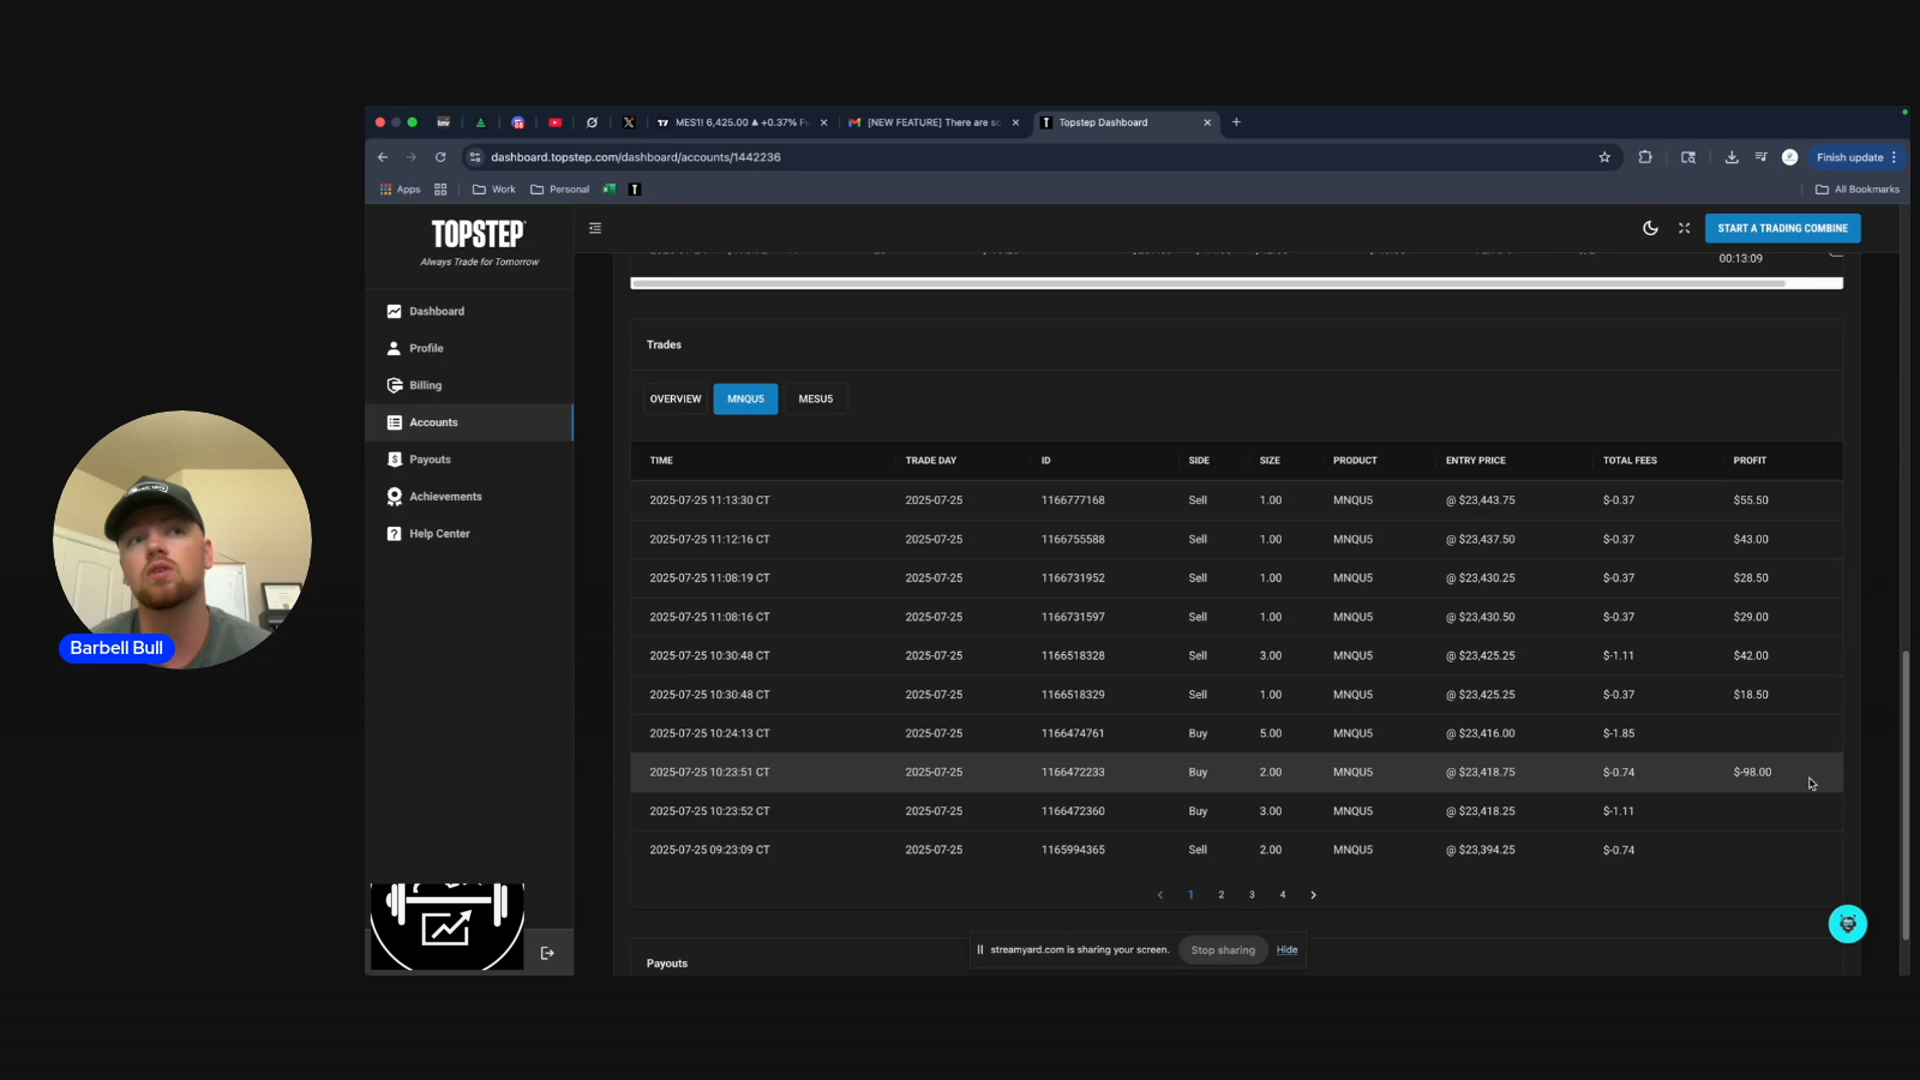 MES1! 6,425.00 ▲ +0.37% F
[NEW FEATURE] There are so
Topstep Dashboard
dashboard.topstep.com/dashboard/accounts/1442236
Finish update
Apps
Work
Personal
All Bookmarks
TOPSTEP
Always Trade for Tomorrow
START A TRADING COMBINE
Dashboard
Profile
Billing
Accounts
Payouts
Achievements
Help Center
00:13:09
Trades
OVERVIEW MNQU5 MESU5
TIME TRADE DAY ID SIDE SIZE PRODUCT ENTRY PRICE TOTAL FEES PROFIT
2025-07-25 11:13:30 CT 2025-07-25 1166777168 Sell 1.00 MNQU5 @ $23,443.75 $-0.37 $55.50
2025-07-25 11:12:16 CT 2025-07-25 1166755588 Sell 1.00 MNQU5 @ $23,437.50 $-0.37 $43.00
2025-07-25 11:08:19 CT 2025-07-25 1166731952 Sell 1.00 MNQU5 @ $23,430.25 $-0.37 $28.50
2025-07-25 11:08:16 CT 2025-07-25 1166731597 Sell 1.00 MNQU5 @ $23,430.50 $-0.37 $29.00
2025-07-25 10:30:48 CT 2025-07-25 1166518328 Sell 3.00 MNQU5 @ $23,425.25 $-1.11 $42.00
2025-07-25 10:30:48 CT 2025-07-25 1166518329 Sell 1.00 MNQU5 @ $23,425.25 $-0.37 $18.50
2025-07-25 10:24:13 CT 2025-07-25 1166474761 Buy 5.00 MNQU5 @ $23,416.00 $-1.85
2025-07-25 10:23:51 CT 2025-07-25 1166472233 Buy 2.00 MNQU5 @ $23,418.75 $-0.74 $-98.00
2025-07-25 10:23:52 CT 2025-07-25 1166472360 Buy 3.00 MNQU5 @ $23,418.25 $-1.11
2025-07-25 09:23:09 CT 2025-07-25 1165994365 Sell 2.00 MNQU5 @ $23,394.25 $-0.74
1 2 3 4
streamyard.com is sharing your screen. Stop sharing Hide
Payouts
Barbell Bull